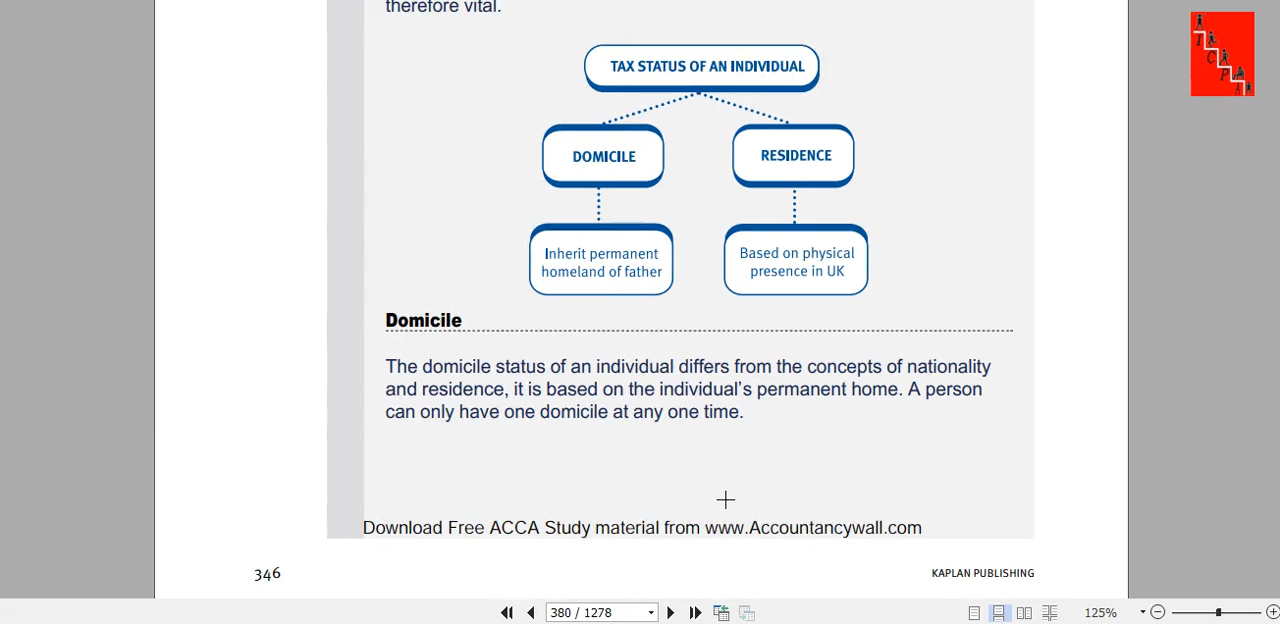 therefore vital.
TAX STATUS OF AN INDIVIDUAL
DOMICILE
RESIDENCE
Inherit permanent
homeland of father
Based on physical
presence in UK
Domicile
The domicile status of an individual differs from the concepts of nationality
and residence, it is based on the individual's permanent home. A person
can only have one domicile at any one time.
Download Free ACCA Study material from www.Accountancywall.com
346
KAPLAN PUBLISHING
380 / 1278
125%
T
C
P
A